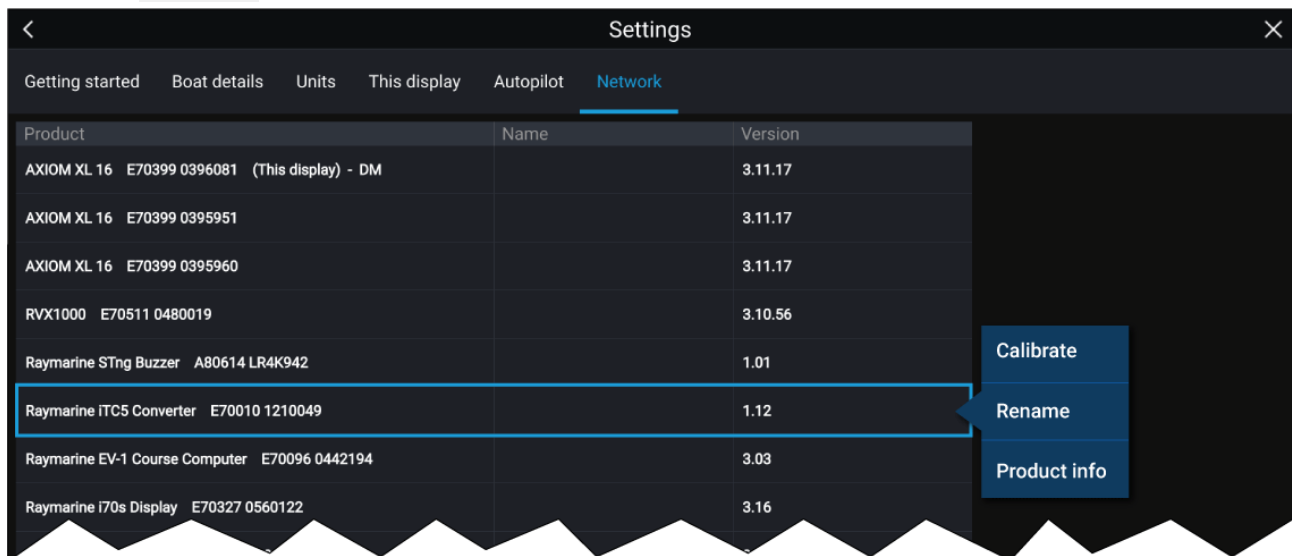 Settings
Getting started Boat details Units This display Autopilot Network
Product Name Version
AXIOM XL 16 E70399 0396081 (This display) - DM 3.11.17
AXIOM XL 16 E70399 0395951 3.11.17
AXIOM XL 16 E70399 0395960 3.11.17
RVX1000 E70511 0480019 3.10.56
Raymarine STng Buzzer A80614 LR4K942 1.01
Raymarine iTC5 Converter E70010 1210049 1.12
Raymarine EV-1 Course Computer E70096 0442194 3.03
Raymarine i70s Display E70327 0560122 3.16
Calibrate
Rename
Product info